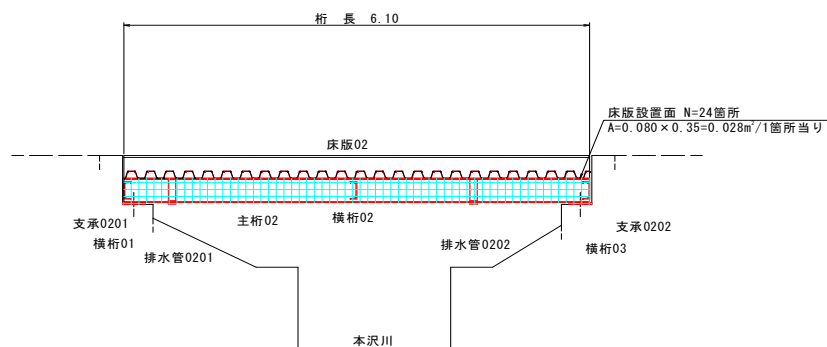 桁 長 6.10
床版設置面 N=24箇所
A=0.080×0.35=0.028㎡/1箇所当り
床版02
支承0201
主桁02
横桁02
支承0202
横桁01
排水管0201
排水管0202
横桁03
本沢川